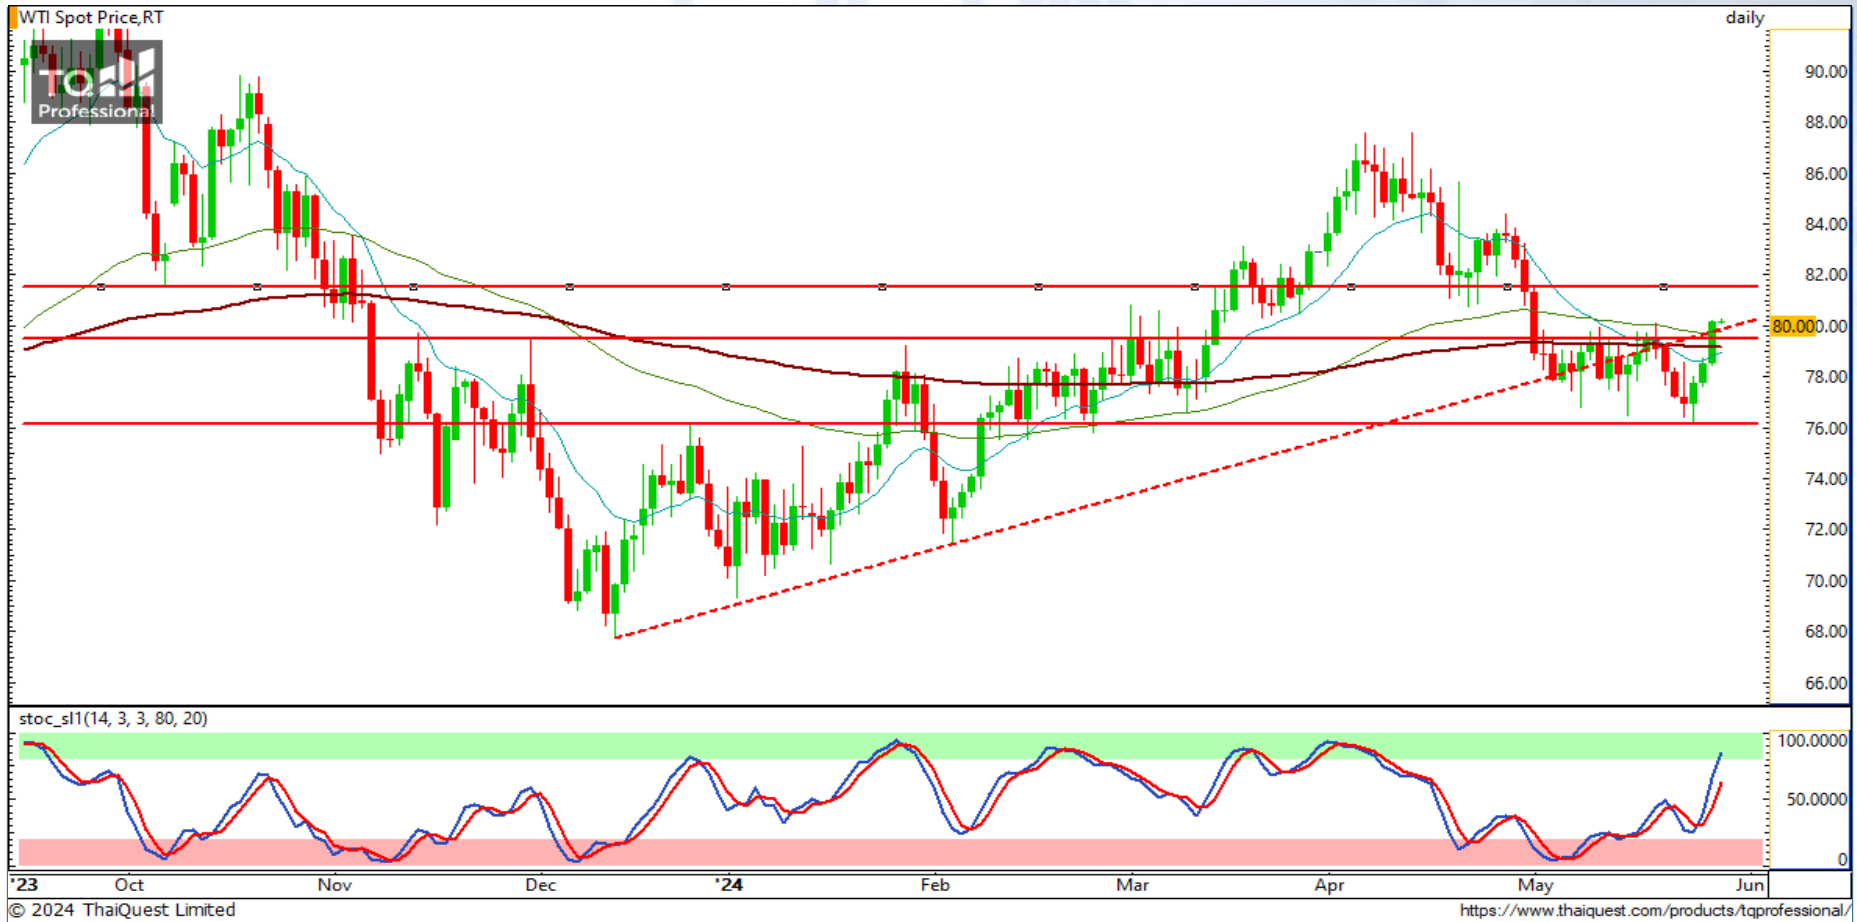 WTI Spot Price,RT
daily
TQ
Professional
90.00
88.00
86.00
84.00
82.00
80.00 0.00
78.00
76.00
74.00
72.00
70.00
68.00
66.00
stoc_sl1(14, 3, 3, 80, 20)
100.0000
50.0000
0
'23 Oct Nov Dec '24 Feb Mar Apr May Jun
© 2024 ThaiQuest Limited
https://www.thaiquest.com/products/tqprofessional/